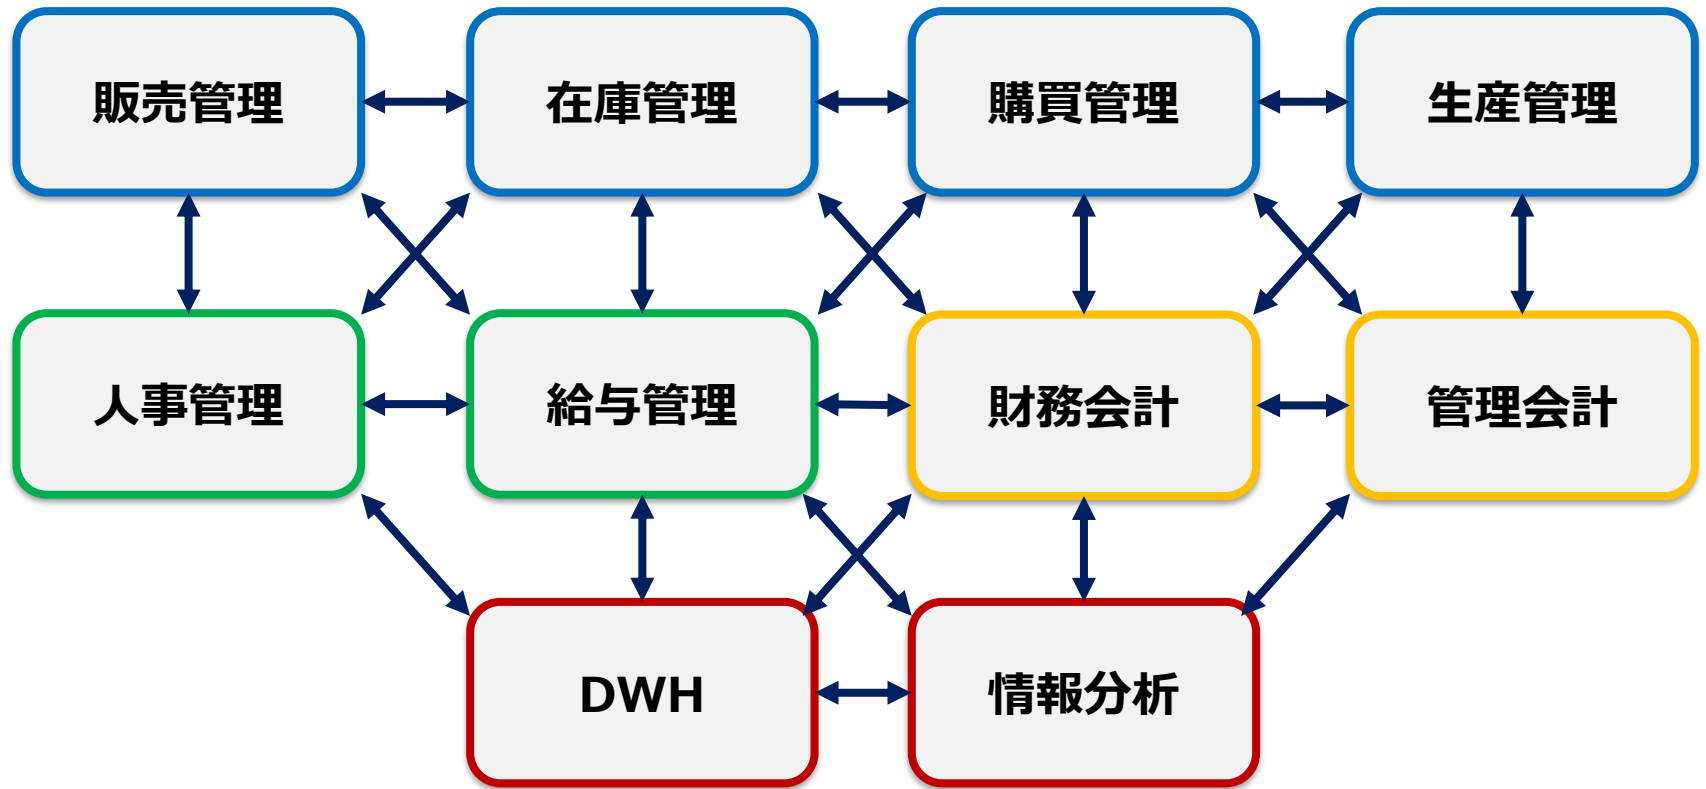 販売管理
在庫管理
購買管理
生産管理
人事管理
給与管理
財務会計
管理会計
DWH
情報分析